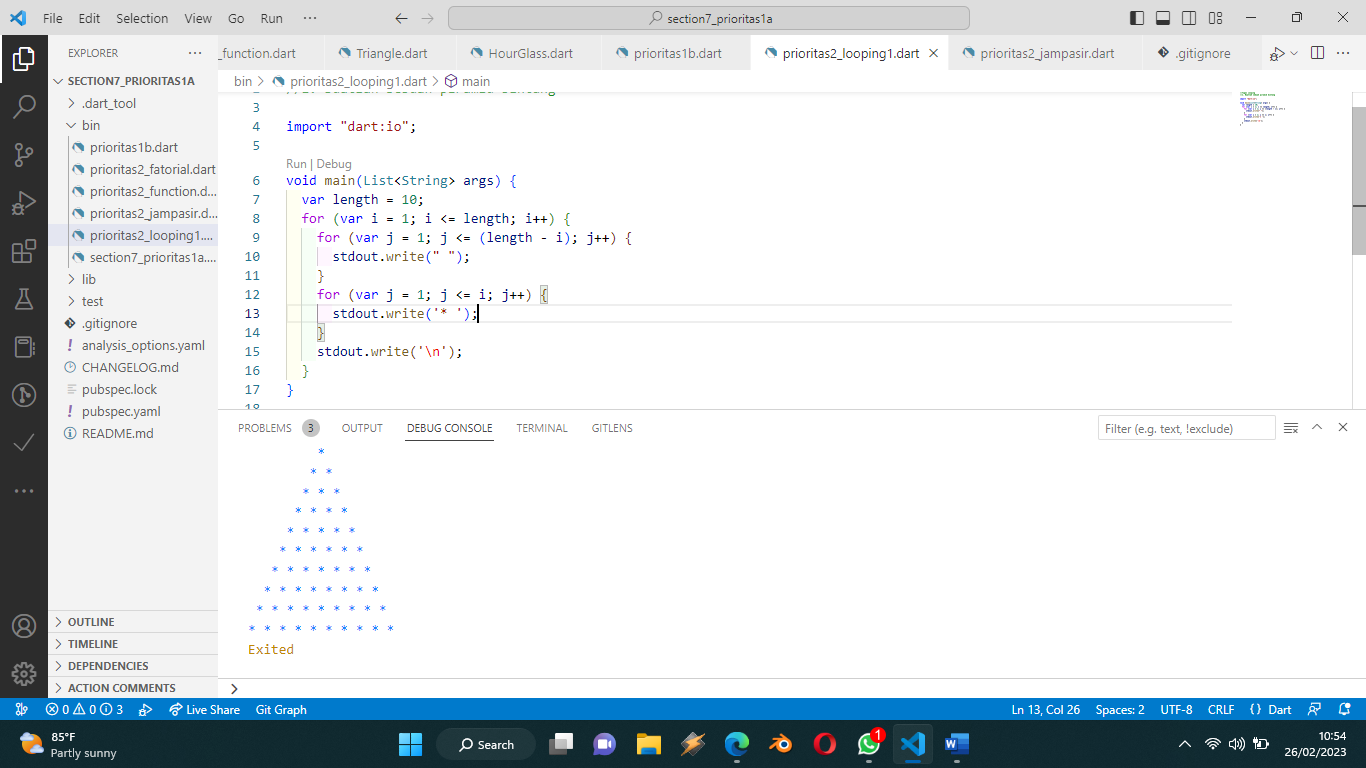 File Edit Selection View Go Run ··· section7_prioritas1a
EXPLORER ···
_function.dart Triangle.dart HourGlass.dart prioritas1b.dart prioritas2_looping1.dart prioritas2_jampasir.dart .gitignore ···
SECTION7_PRIORITAS1A
.dart_tool
bin
prioritas1b.dart
prioritas2_fatorial.dart
prioritas2_function.d...
prioritas2_jampasir.d...
prioritas2_looping1....
section7_prioritas1a....
lib
test
.gitignore
! analysis_options.yaml
CHANGELOG.md
pubspec.lock
! pubspec.yaml
README.md
OUTLINE
TIMELINE
DEPENDENCIES
ACTION COMMENTS
bin > prioritas2_looping1.dart > main
3
4 import "dart:io";
5
Run | Debug
6 void main(List<String> args) {
7 var length = 10;
8 for (var i = 1; i <= length; i++) {
9 for (var j = 1; j <= (length - i); j++) {
10 stdout.write(" ");
11 }
12 for (var j = 1; j <= i; j++) {
13 stdout.write('* ');
14 }
15 stdout.write('\n');
16 }
17 }
18
PROBLEMS 3 OUTPUT DEBUG CONSOLE TERMINAL GITLENS Filter (e.g. text, !exclude)
*
* *
* * *
* * * *
* * * * *
* * * * * *
* * * * * * *
* * * * * * * *
* * * * * * * * *
* * * * * * * * * *
Exited
>
0 0 3 Live Share Git Graph Ln 13, Col 26 Spaces: 2 UTF-8 CRLF {} Dart
85°F
Partly sunny
Search
1
10:54
26/02/2023